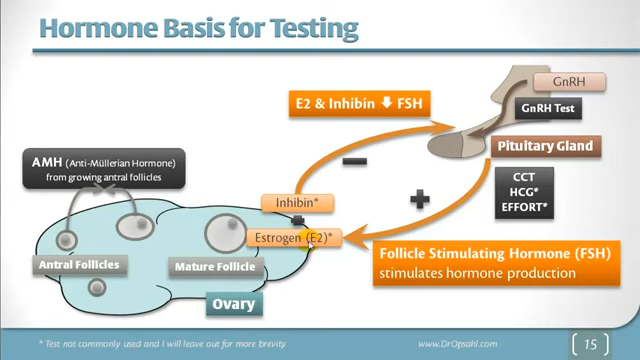 Hormone Basis for Testing
GnRH
E2 & Inhibin FSH
GnRH Test
Pituitary Gland
AMH (Anti-Müllerian Hormone)
from growing antral follicles
CCT
HCG*
EFFORT*
Inhibin*
Estrogen (E2)*
Follicle Stimulating Hormone (FSH)
stimulates hormone production
Antral Follicles
Mature Follicle
Ovary
* Test not commonly used and I will leave out for more brevity
www.DrOpsahl.com
15